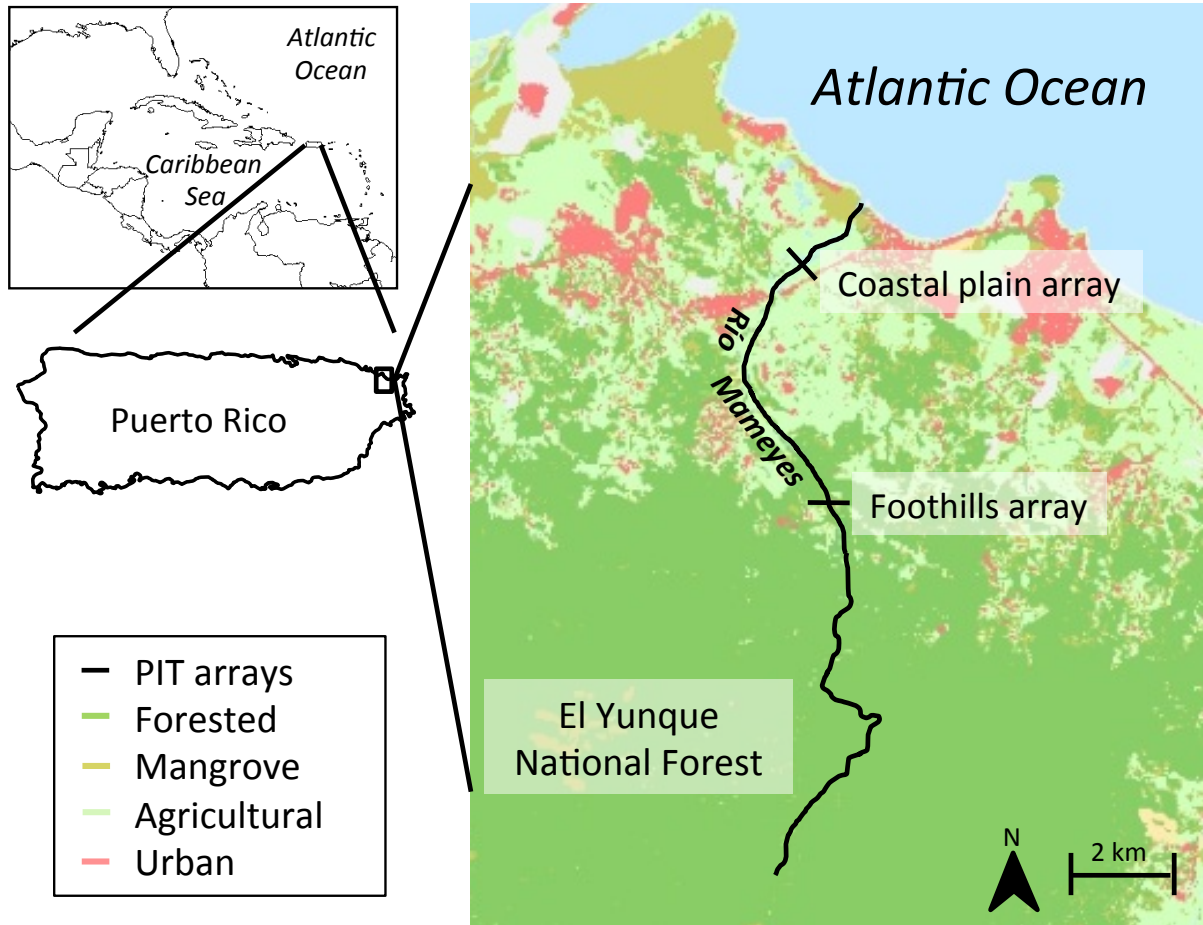 Atlantic
Ocean
Caribbean
Sea
Puerto Rico
PIT arrays
Forested
Mangrove
Agricultural
Urban
Atlantic Ocean
Coastal plain array
Río
Mameyes
Foothills array
El Yunque
National Forest
N
2 km